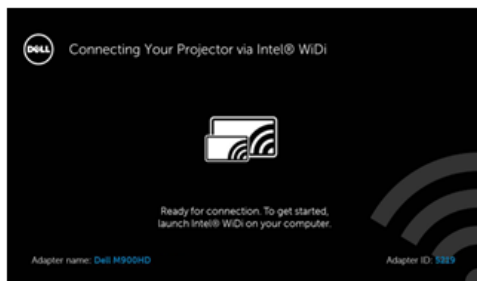 DELL
Connecting Your Projector via Intel® WiDi
Ready for connection. To get started,
launch Intel® WiDi on your computer.
Adapter name: Dell M900HD
Adapter ID: 5219